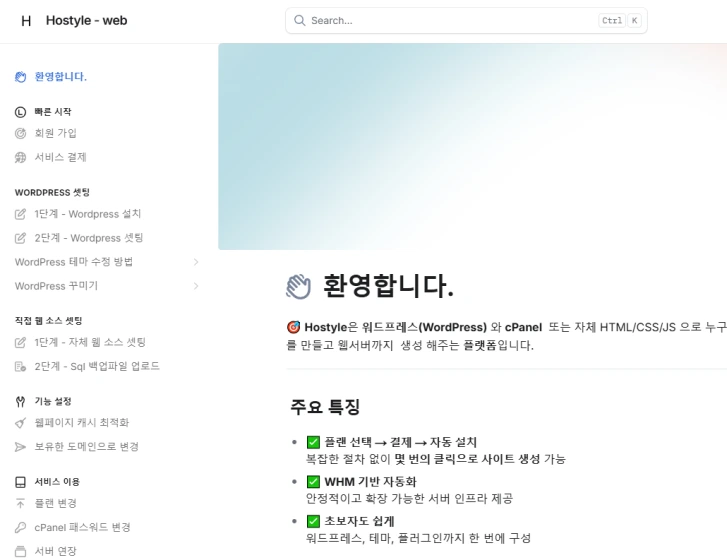 H Hostyle - web
Search... Ctrl K
환영합니다.
빠른 시작
회원 가입
서비스 결제
WORDPRESS 셋팅
1단계 - Wordpress 설치
2단계 - Wordpress 셋팅
WordPress 테마 수정 방법
WordPress 꾸미기
직접 웹 소스 셋팅
1단계 - 자체 웹 소스 셋팅
2단계 - Sql 백업파일 업로드
기능 설정
웹페이지 캐시 최적화
보유한 도메인으로 변경
서비스 이용
플랜 변경
cPanel 패스워드 변경
서버 연장
환영합니다.
Hostyle은 워드프레스(WordPress) 와 cPanel 또는 자체 HTML/CSS/JS 으로 누구
를 만들고 웹서버까지 생성 해주는 플랫폼입니다.
주요 특징
플랜 선택 → 결제 → 자동 설치
복잡한 절차 없이 몇 번의 클릭으로 사이트 생성 가능
WHM 기반 자동화
안정적이고 확장 가능한 서버 인프라 제공
초보자도 쉽게
워드프레스, 테마, 플러그인까지 한 번에 구성